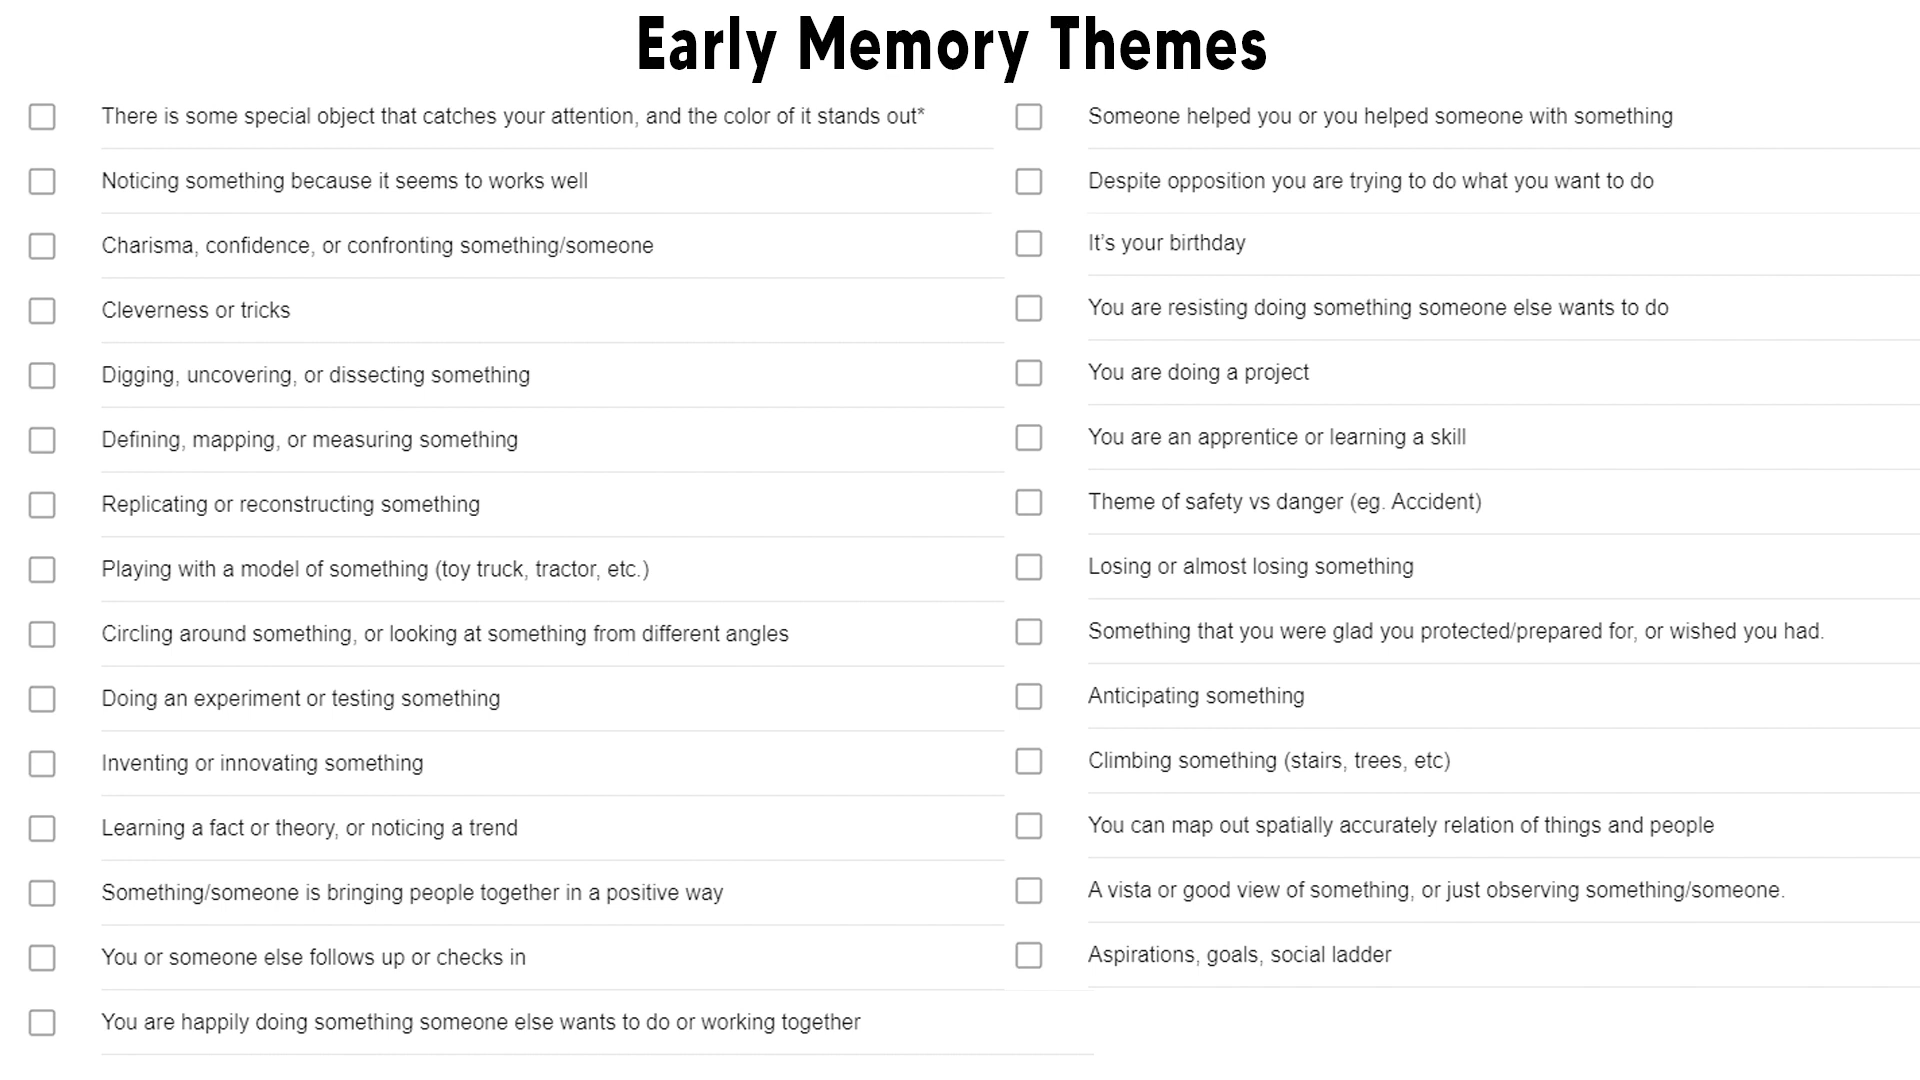 Early Memory Themes
There is some special object that catches your attention, and the color of it stands out*
Noticing something because it seems to works well
Charisma, confidence, or confronting something/someone
Cleverness or tricks
Digging, uncovering, or dissecting something
Defining, mapping, or measuring something
Replicating or reconstructing something
Playing with a model of something (toy truck, tractor, etc.)
Circling around something, or looking at something from different angles
Doing an experiment or testing something
Inventing or innovating something
Learning a fact or theory, or noticing a trend
Something/someone is bringing people together in a positive way
You or someone else follows up or checks in
You are happily doing something someone else wants to do or working together
Someone helped you or you helped someone with something
Despite opposition you are trying to do what you want to do
It's your birthday
You are resisting doing something someone else wants to do
You are doing a project
You are an apprentice or learning a skill
Theme of safety vs danger (eg. Accident)
Losing or almost losing something
Something that you were glad you protected/prepared for, or wished you had.
Anticipating something
Climbing something (stairs, trees, etc)
You can map out spatially accurately relation of things and people
A vista or good view of something, or just observing something/someone.
Aspirations, goals, social ladder